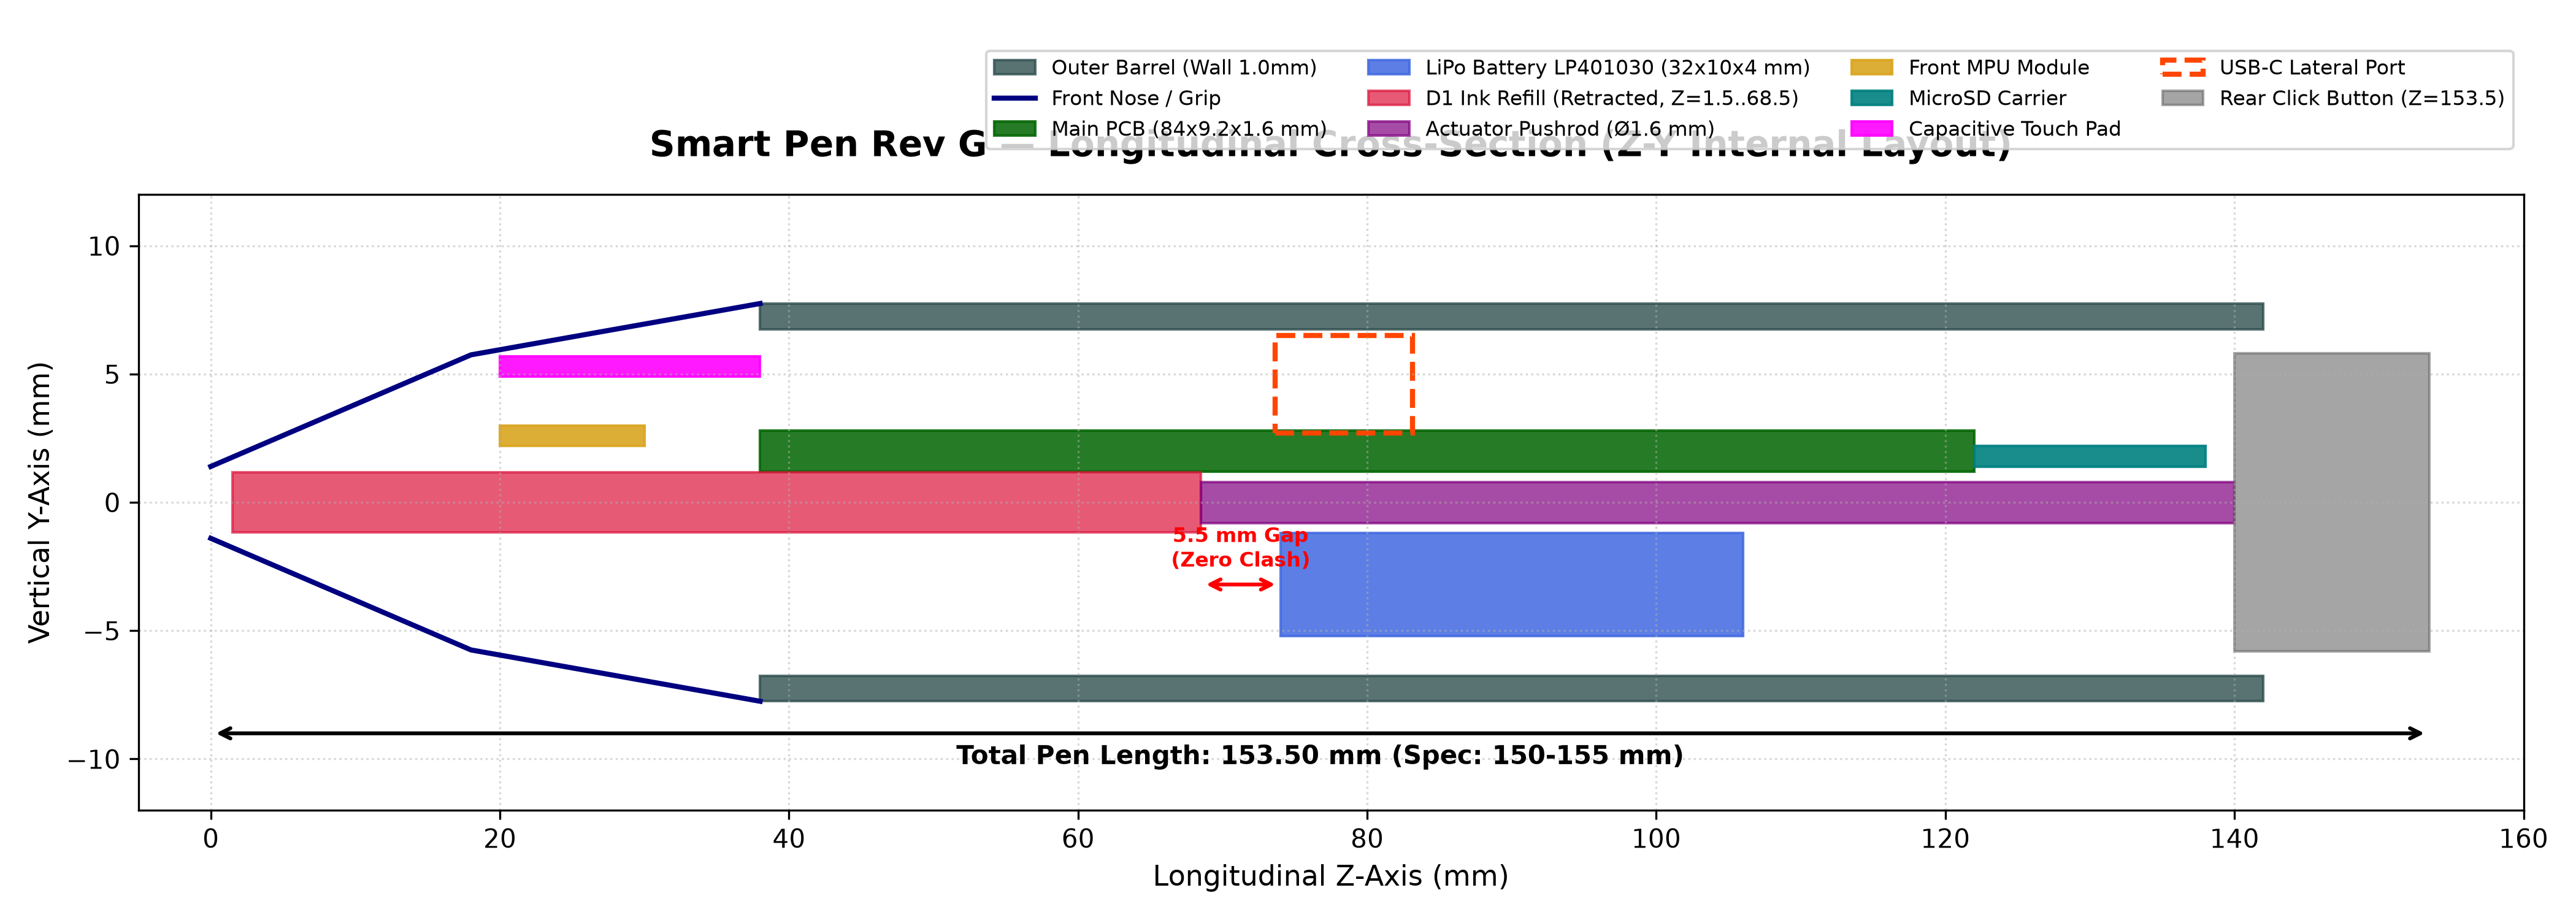 Outer Barrel (Wall 1.0mm)
Front Nose / Grip
Main PCB (84x9.2x1.6 mm)
LiPo Battery LP401030 (32x10x4 mm)
D1 Ink Refill (Retracted, Z=1.5..68.5)
Actuator Pushrod (Ø1.6 mm)
Front MPU Module
MicroSD Carrier
Capacitive Touch Pad
USB-C Lateral Port
Rear Click Button (Z=153.5)
Smart Pen Rev G — Longitudinal Cross-Section (Z-Y Internal Layout)
Vertical Y-Axis (mm)
10
5
0
−5
−10
5.5 mm Gap
(Zero Clash)
Total Pen Length: 153.50 mm (Spec: 150-155 mm)
0 20 40 60 80 100 120 140 160
Longitudinal Z-Axis (mm)